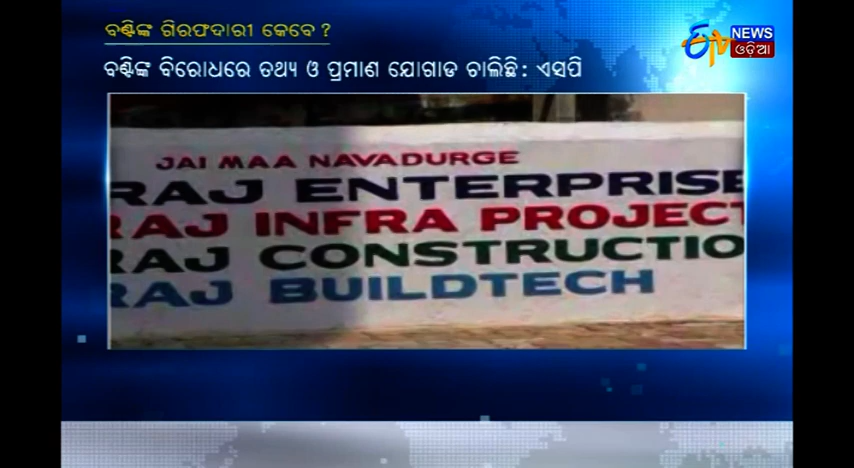 ବଣ୍ଟିଙ୍କ ଗିରଫଦାରୀ କେବେ ?
ETV NEWS ଓଡ଼ିଆ
ବଣ୍ଟିଙ୍କ ବିରୋଧରେ ତଥ୍ୟ ଓ ପ୍ରମାଣ ଯୋଗାଡ ଚାଲିଛି : ଏସପି
JAI MAA NAVADURGE
RAJ ENTERPRISE
RAJ INFRA PROJECT
RAJ CONSTRUCTIO
RAJ BUILDTECH